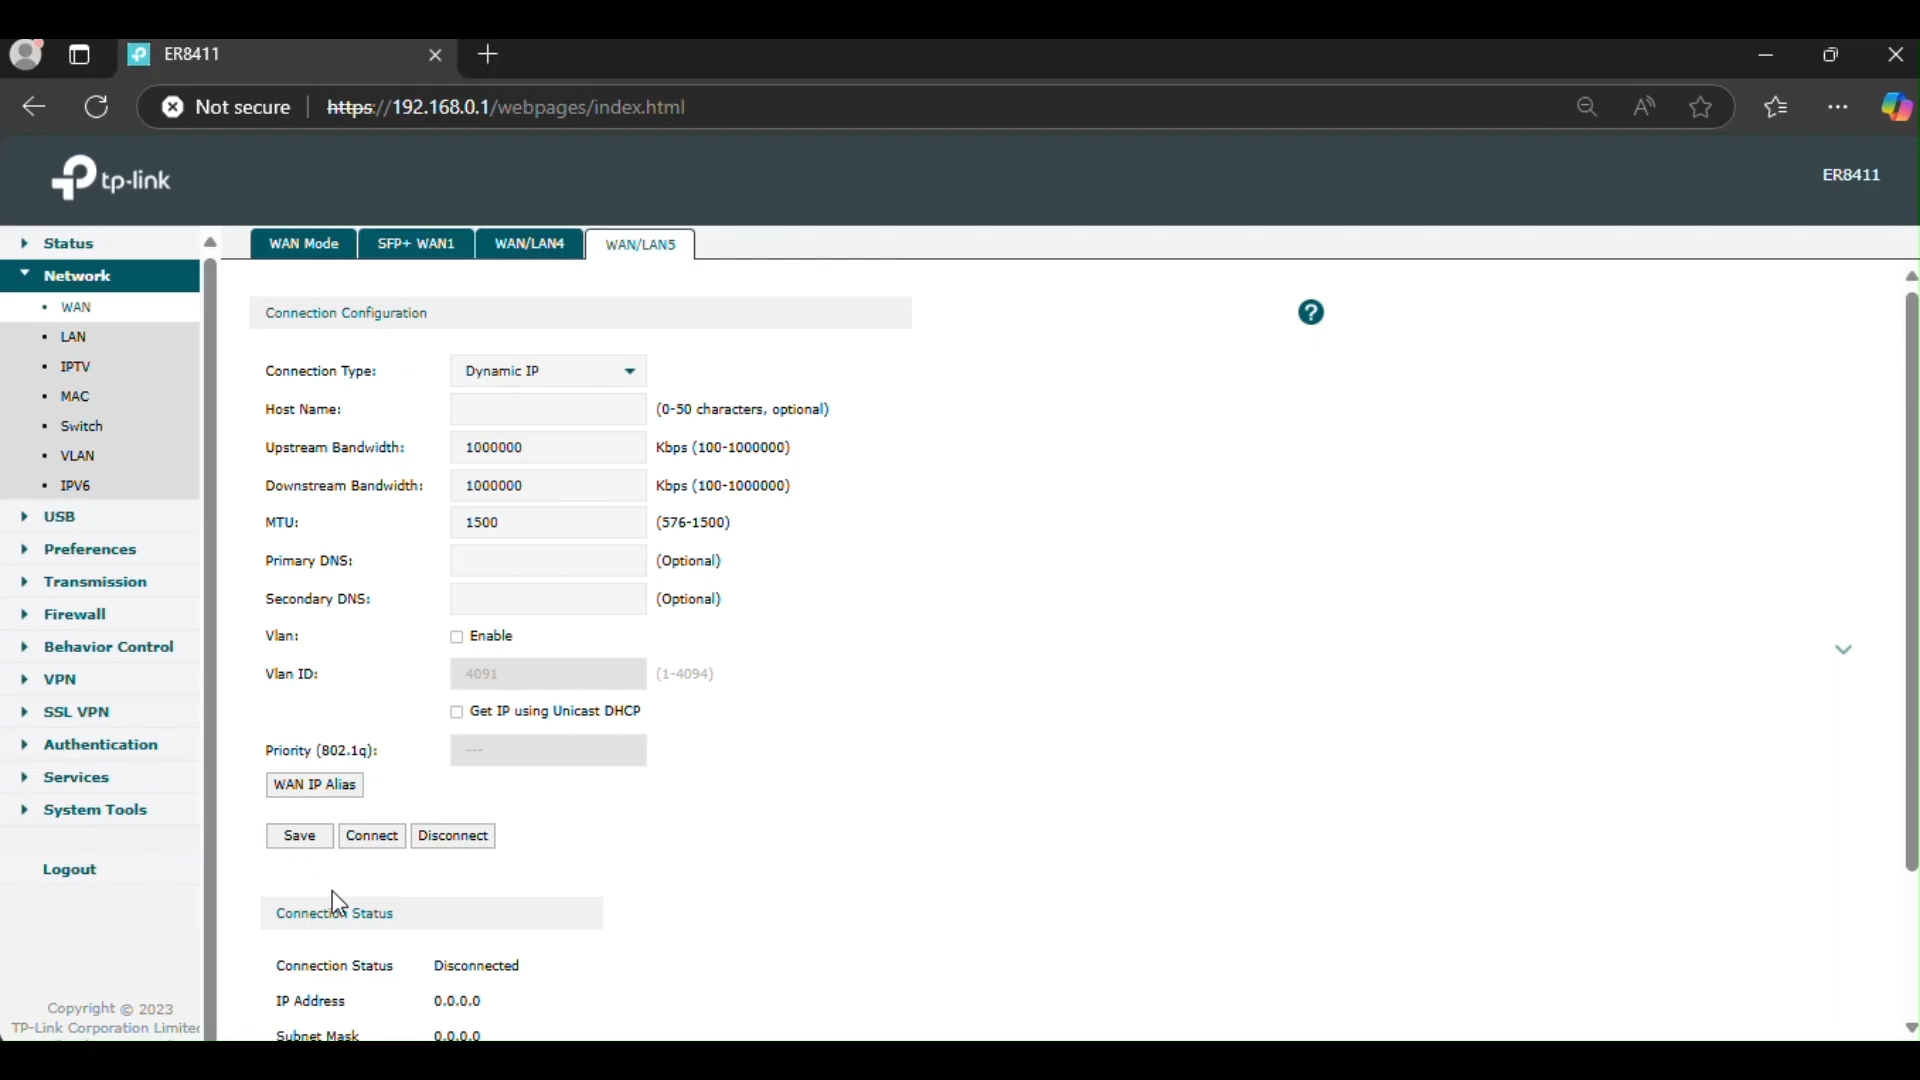 ER8411
Not secure https://192.168.0.1/webpages/index.html
tp-link
ER8411
Status
Network
WAN
LAN
IPTV
MAC
Switch
VLAN
IPV6
USB
Preferences
Transmission
Firewall
Behavior Control
VPN
SSL VPN
Authentication
Services
System Tools
Logout
Copyright © 2023
TP-Link Corporation Limited
WAN Mode SFP+ WAN1 WAN/LAN4 WAN/LAN5
Connection Configuration
?
Connection Type: Dynamic IP
Host Name: (0-50 characters, optional)
Upstream Bandwidth: 1000000 Kbps (100-1000000)
Downstream Bandwidth: 1000000 Kbps (100-1000000)
MTU: 1500 (576-1500)
Primary DNS: (Optional)
Secondary DNS: (Optional)
Vlan: Enable
Vlan ID: 4091 (1-4094)
Get IP using Unicast DHCP
Priority (802.1q): ---
WAN IP Alias
Save Connect Disconnect
Connection Status
Connection Status Disconnected
IP Address 0.0.0.0
Subnet Mask 0.0.0.0